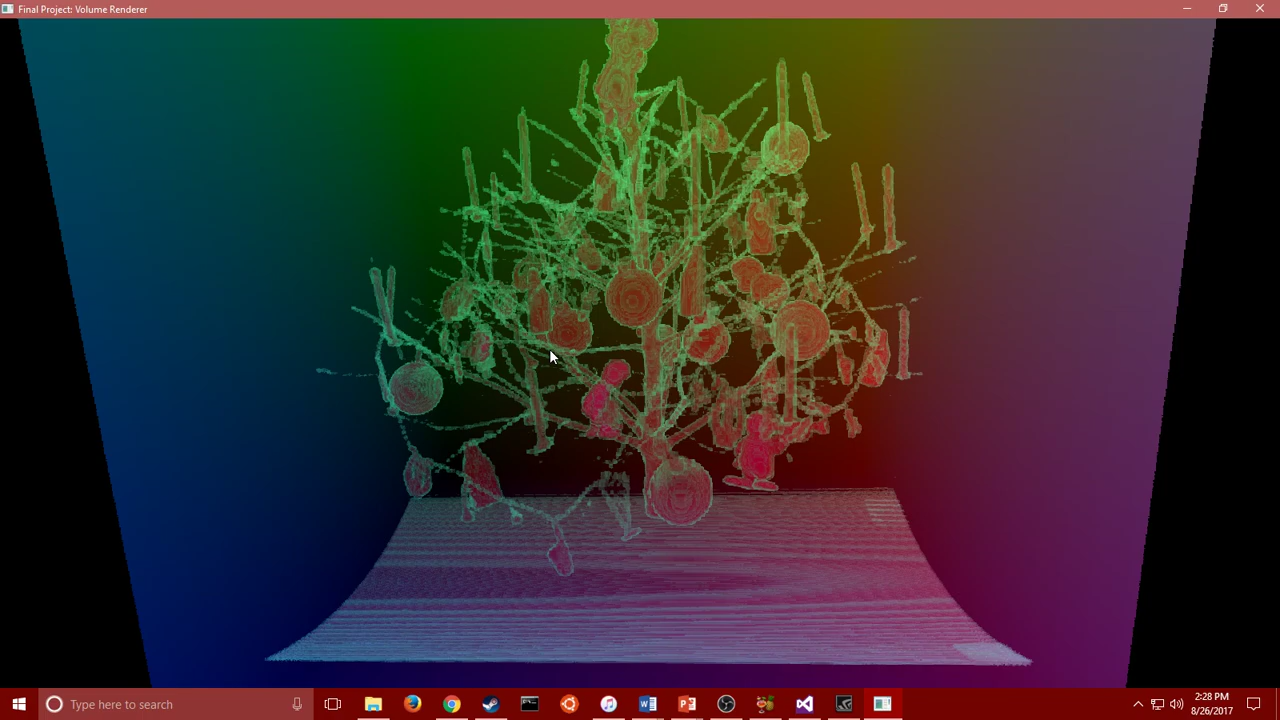 Final Project: Volume Renderer
Type here to search
2:28 PM
8/26/2017